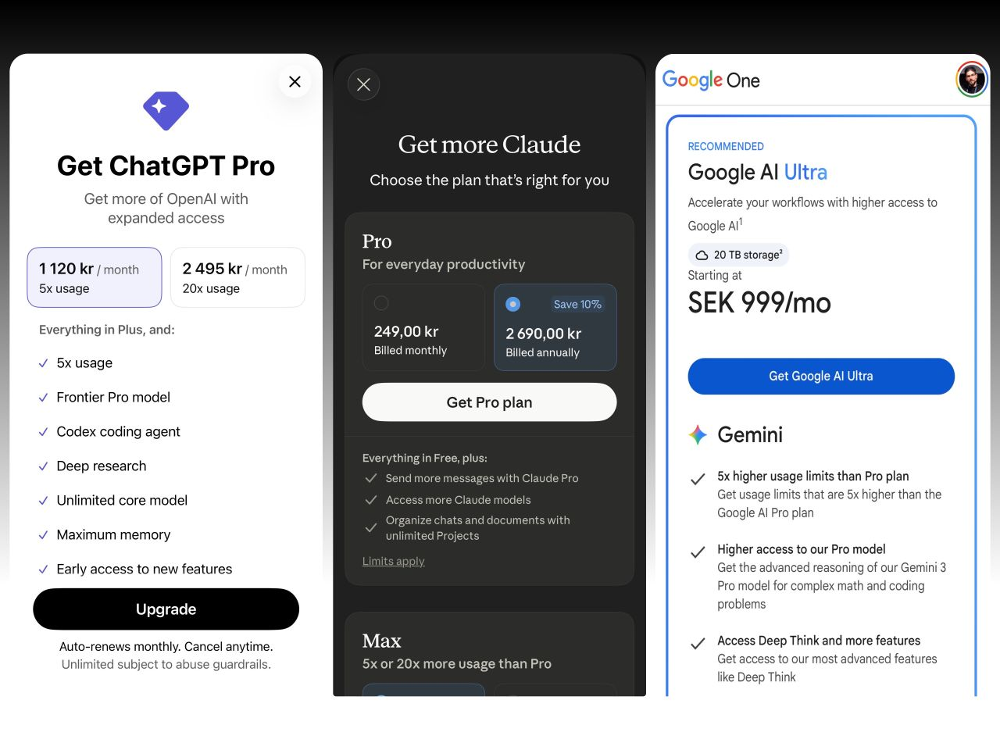 Get ChatGPT Pro
Get more of OpenAI with
expanded access
1 120 kr / month
5x usage
2 495 kr / month
20x usage
Everything in Plus, and:
5x usage
Frontier Pro model
Codex coding agent
Deep research
Unlimited core model
Maximum memory
Early access to new features
Upgrade
Auto-renews monthly. Cancel anytime.
Unlimited subject to abuse guardrails.
Get more Claude
Choose the plan that's right for you
Pro
For everyday productivity
249,00 kr
Billed monthly
Save 10%
2 690,00 kr
Billed annually
Get Pro plan
Everything in Free, plus:
Send more messages with Claude Pro
Access more Claude models
Organize chats and documents with
unlimited Projects
Limits apply
Max
5x or 20x more usage than Pro
Google One
RECOMMENDED
Google AI Ultra
Accelerate your workflows with higher access to
Google AI¹
20 TB storage²
Starting at
SEK 999/mo
Get Google AI Ultra
Gemini
5x higher usage limits than Pro plan
Get usage limits that are 5x higher than the
Google AI Pro plan
Higher access to our Pro model
Get the advanced reasoning of our Gemini 3
Pro model for complex math and coding
problems
Access Deep Think and more features
Get access to our most advanced features
like Deep Think